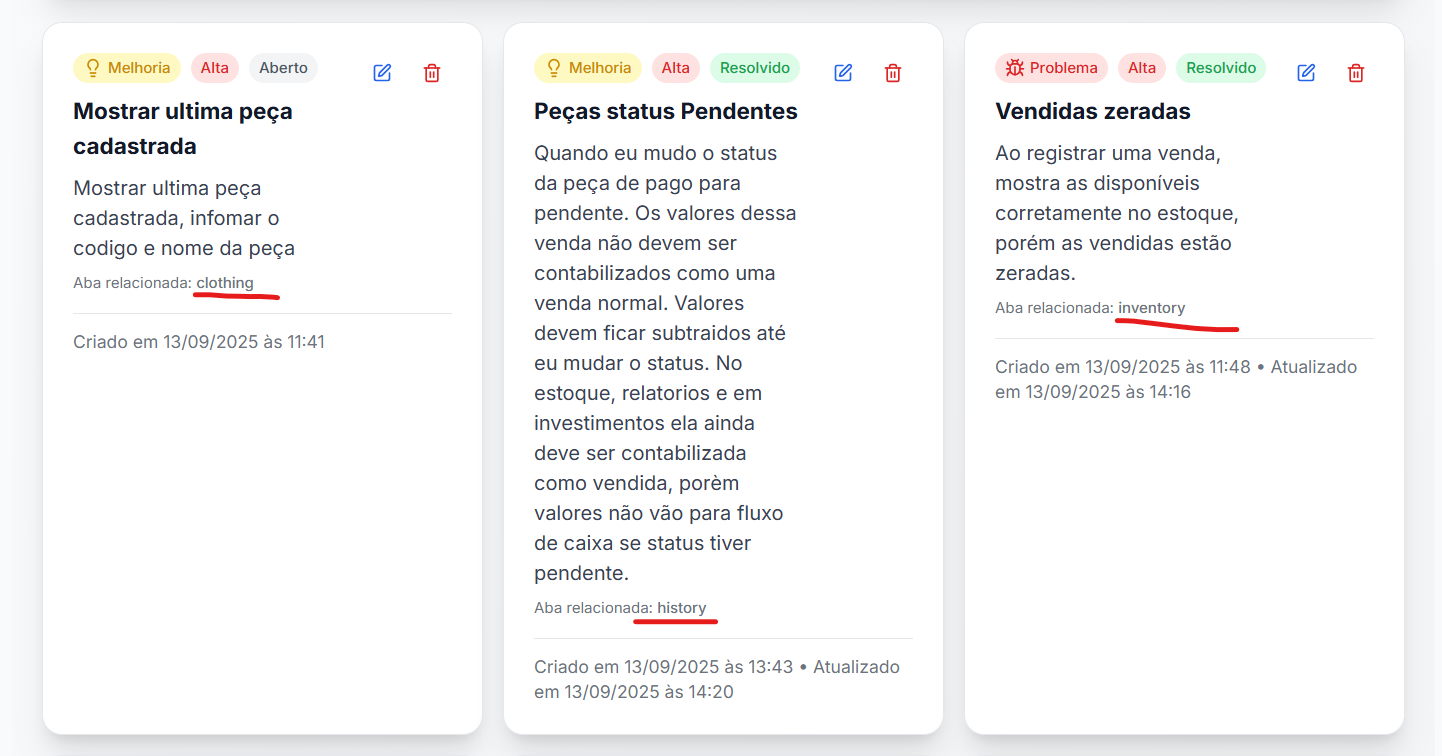 Melhoria Alta Aberto
Mostrar ultima peça
cadastrada
Mostrar ultima peça
cadastrada, infomar o
codigo e nome da peça
Aba relacionada: clothing
Criado em 13/09/2025 às 11:41
Melhoria Alta Resolvido
Peças status Pendentes
Quando eu mudo o status
da peça de pago para
pendente. Os valores dessa
venda não devem ser
contabilizados como uma
venda normal. Valores
devem ficar subtraidos até
eu mudar o status. No
estoque, relatorios e em
investimentos ela ainda
deve ser contabilizada
como vendida, porèm
valores não vão para fluxo
de caixa se status tiver
pendente.
Aba relacionada: history
Criado em 13/09/2025 às 13:43 • Atualizado
em 13/09/2025 às 14:20
Problema Alta Resolvido
Vendidas zeradas
Ao registrar uma venda,
mostra as disponíveis
corretamente no estoque,
porém as vendidas estão
zeradas.
Aba relacionada: inventory
Criado em 13/09/2025 às 11:48 • Atualizado
em 13/09/2025 às 14:16